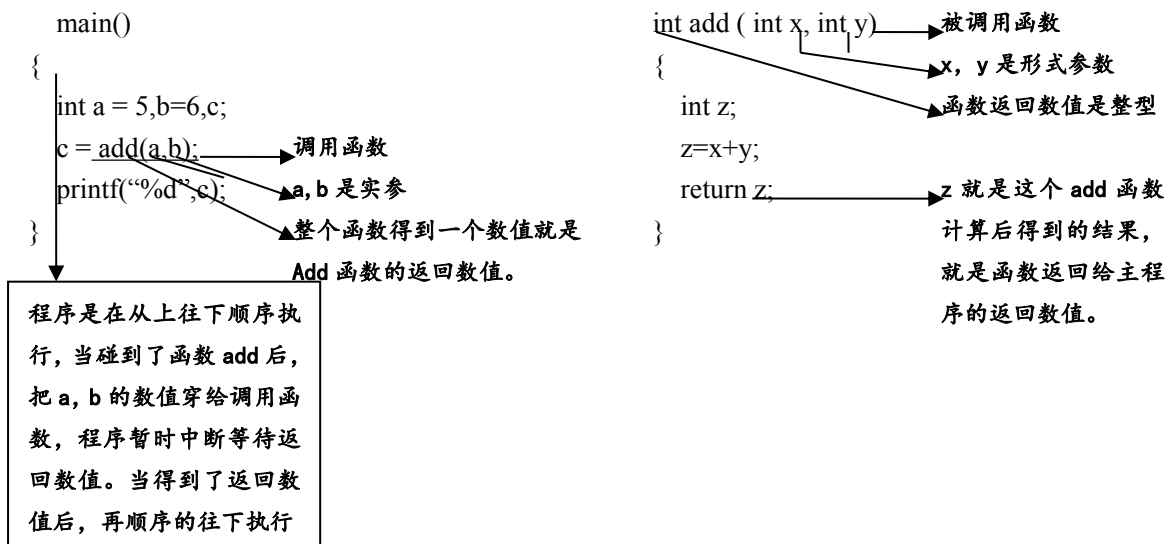 main()
{
int a = 5,b=6,c;
c = add(a,b);
printf(“%d“,c);
}
调用函数
a,b 是实参
整个函数得到一个数值就是
Add 函数的返回数值。
程序是在从上往下顺序执
行,当碰到了函数 add 后,
把 a, b 的数值穿给调用函
数，程序暂时中断等待返
回数值。当得到了返回数
值后，再顺序的往下执行
int add ( int x, int y)
{
int z;
z=x+y;
return z;
}
被调用函数
x，y 是形式参数
函数返回数值是整型
z 就是这个 add 函数
计算后得到的结果，
就是函数返回给主程
序的返回数值。